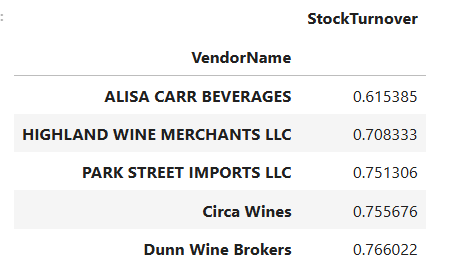 :
StockTurnover
VendorName
ALISA CARR BEVERAGES 0.615385
HIGHLAND WINE MERCHANTS LLC 0.708333
PARK STREET IMPORTS LLC 0.751306
Circa Wines 0.755676
Dunn Wine Brokers 0.766022